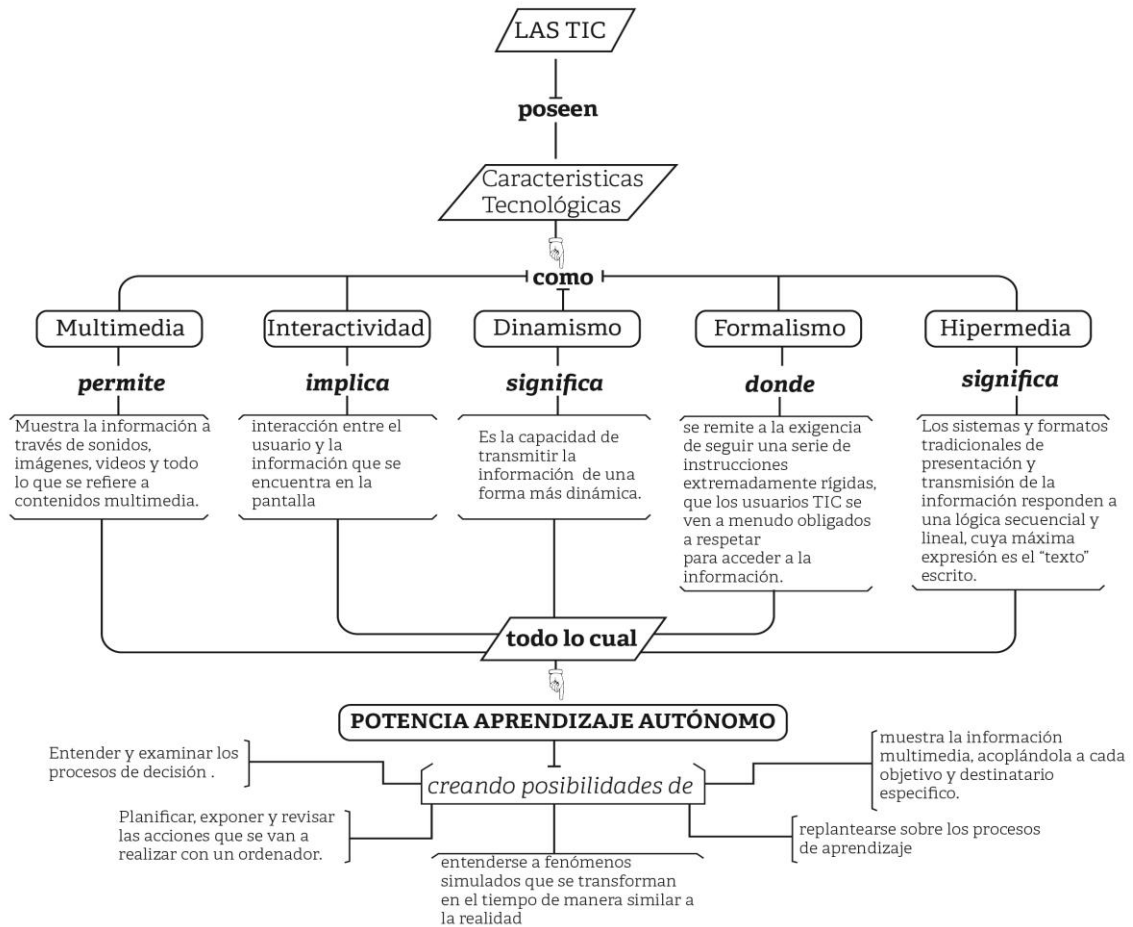 LAS TIC
poseen
Caracteristicas
Tecnológicas
como
Multimedia
Interactividad
Dinamismo
Formalismo
Hipermedia
permite
implica
significa
donde
significa
Muestra la información a
través de sonidos,
imágenes, videos y todo
lo que se refiere a
contenidos multimedia.
interacción entre el
usuario y la
información que se
encuentra en la
pantalla
Es la capacidad de
transmitir la
información de una
forma más dinámica.
se remite a la exigencia
de seguir una serie de
instrucciones
extremadamente rígidas,
que los usuarios TIC se
ven a menudo obligados
a respetar
para acceder a la
información.
Los sistemas y formatos
tradicionales de
presentación y
transmisión de la
información responden a
una lógica secuencial y
lineal, cuya máxima
expresión es el “texto”
escrito.
todo lo cual
POTENCIA APRENDIZAJE AUTÓNOMO
creando posibilidades de
Entender y examinar los
procesos de decisión .
Planificar, exponer y revisar
las acciones que se van a
realizar con un ordenador.
entenderse a fenómenos
simulados que se transforman
en el tiempo de manera similar a
la realidad
replantearse sobre los procesos
de aprendizaje
muestra la información
multimedia, acoplándola a cada
objetivo y destinatario
especifico.